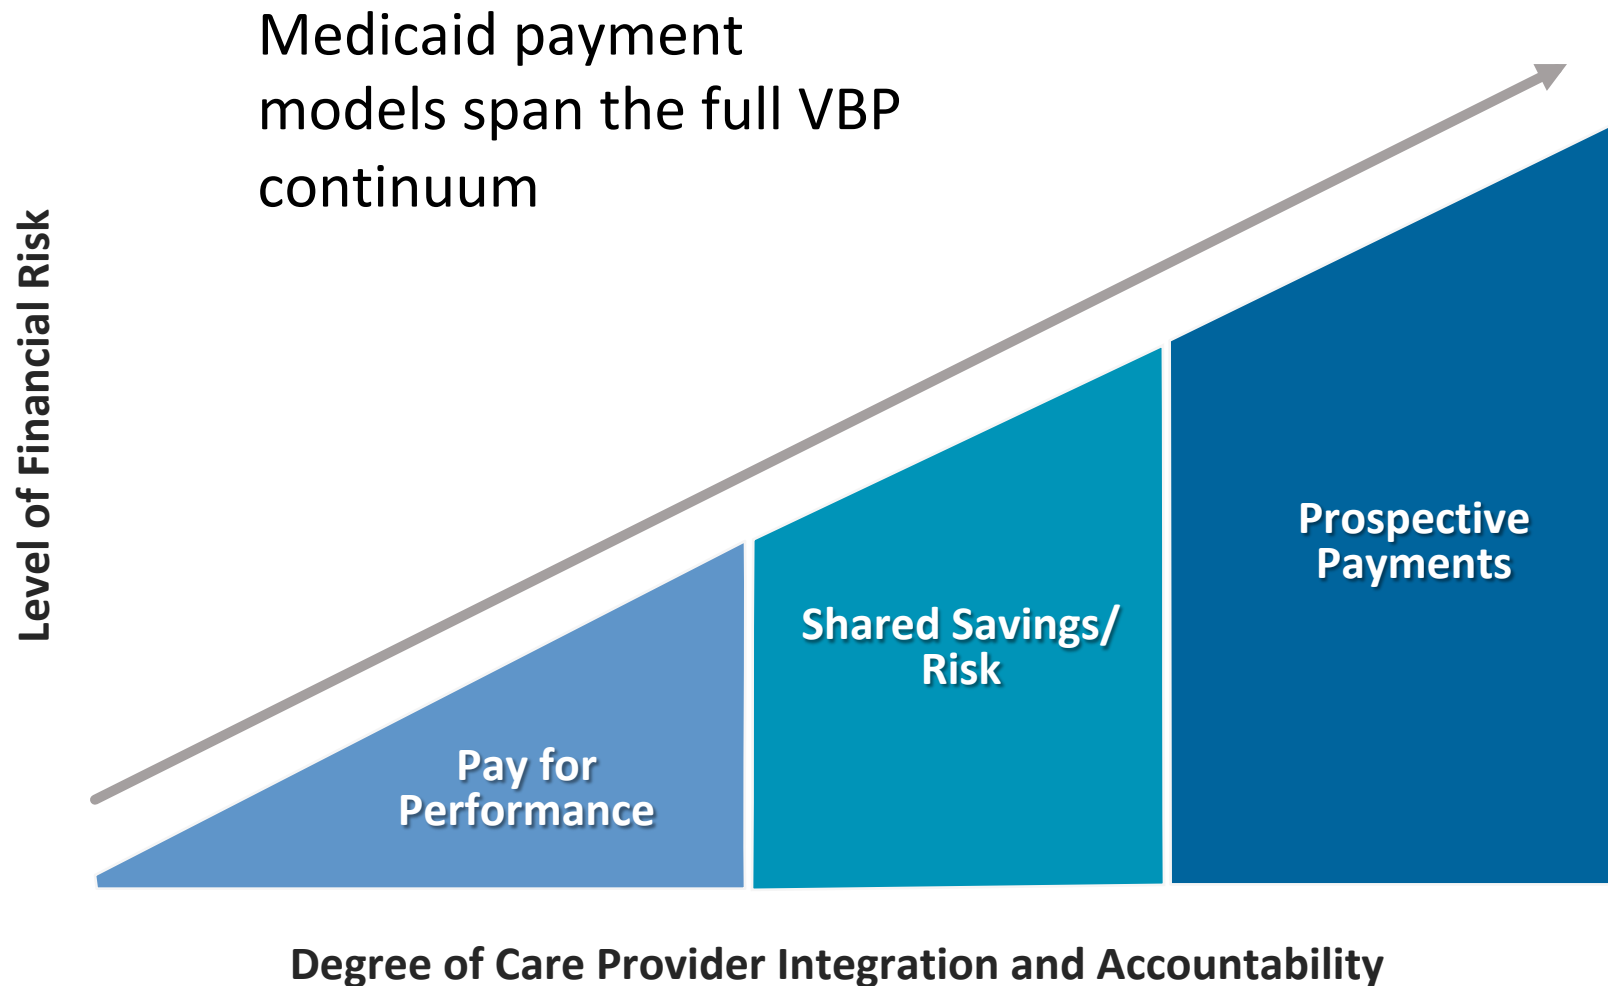 Medicaid payment
models span the full VBP
continuum
Level of Financial Risk
Prospective
Payments
Shared Savings/
Risk
Pay for
Performance
Degree of Care Provider Integration and Accountability